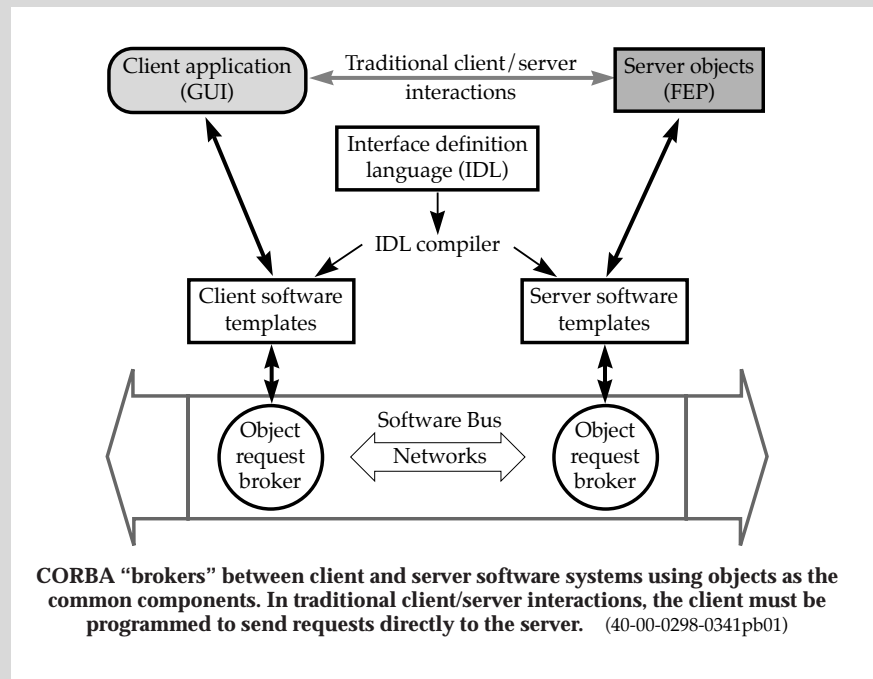 Client application
(GUI)
Traditional client/server
interactions
Server objects
(FEP)
Interface definition
language (IDL)
IDL compiler
Client software
templates
Server software
templates
Object
request
broker
Software Bus
Networks
Object
request
broker
CORBA “brokers” between client and server software systems using objects as the
common components. In traditional client/server interactions, the client must be
programmed to send requests directly to the server. (40-00-0298-0341pb01)